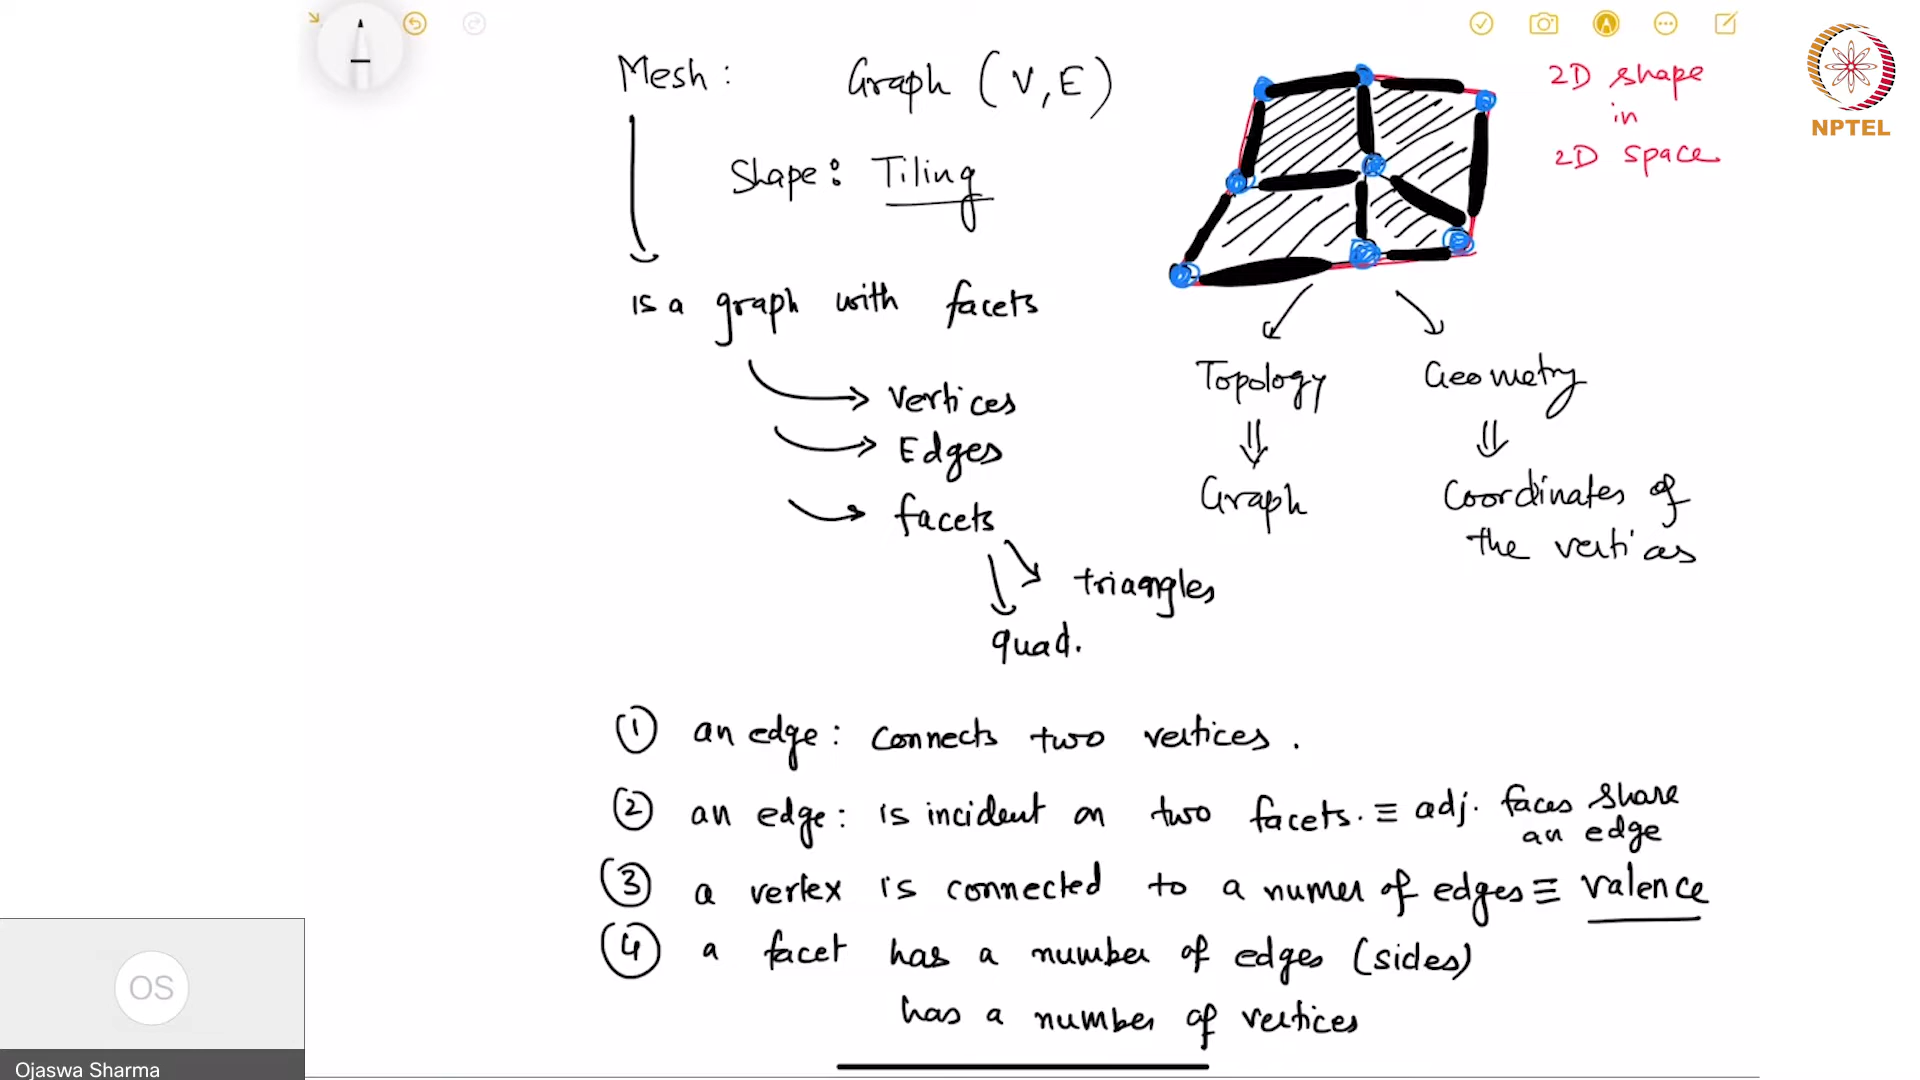 Mesh : Graph (V, E)
Shape : Tiling
is a graph with facets
Vertices
Edges
facets
triangles
quad.
2D shape
in
2D space
Topology
Graph
Geometry
Coordinates of
the vertices
① an edge : connects two vertices .
② an edge : is incident on two facets. ≡ adj. faces share
an edge
③ a vertex is connected to a numer of edges ≡ valence
④ a facet has a number of edges (sides)
has a number of vertices
NPTEL
OS
Ojaswa Sharma